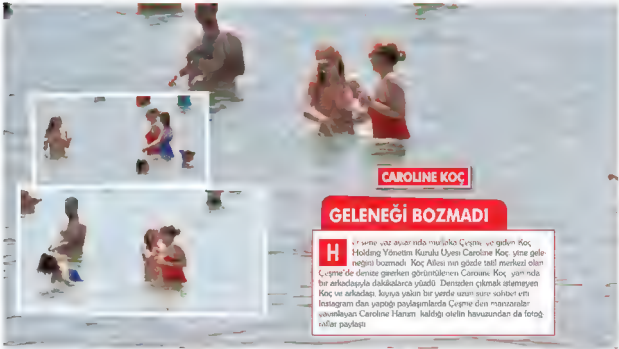 CAROLINE KOÇ
GELENEĞİ BOZMADI
H yaz aylarında mutlaka Çeşme'ye giden Koç
Holding Yönetim Kurulu Üyesi Caroline Koç, yine gele-
neğini bozmadı. Koç Ailesi'nin gözde tatil merkezi olan
Çeşme'de denize girerken görüntülenen Caroline Koç, yanında
bir arkadaşıyla dakikalarca yüzdü. Denizden çıkmak istemeyen
Koç ve arkadaşı, kıyıya yakın bir yerde uzun süre sohbet etti.
Instagram'dan yaptığı paylaşımlarda Çeşme'den manzaralar
yayınlayan Caroline Hanım, kaldığı otelin havuzundan da fotoğ-
raflar paylaştı.